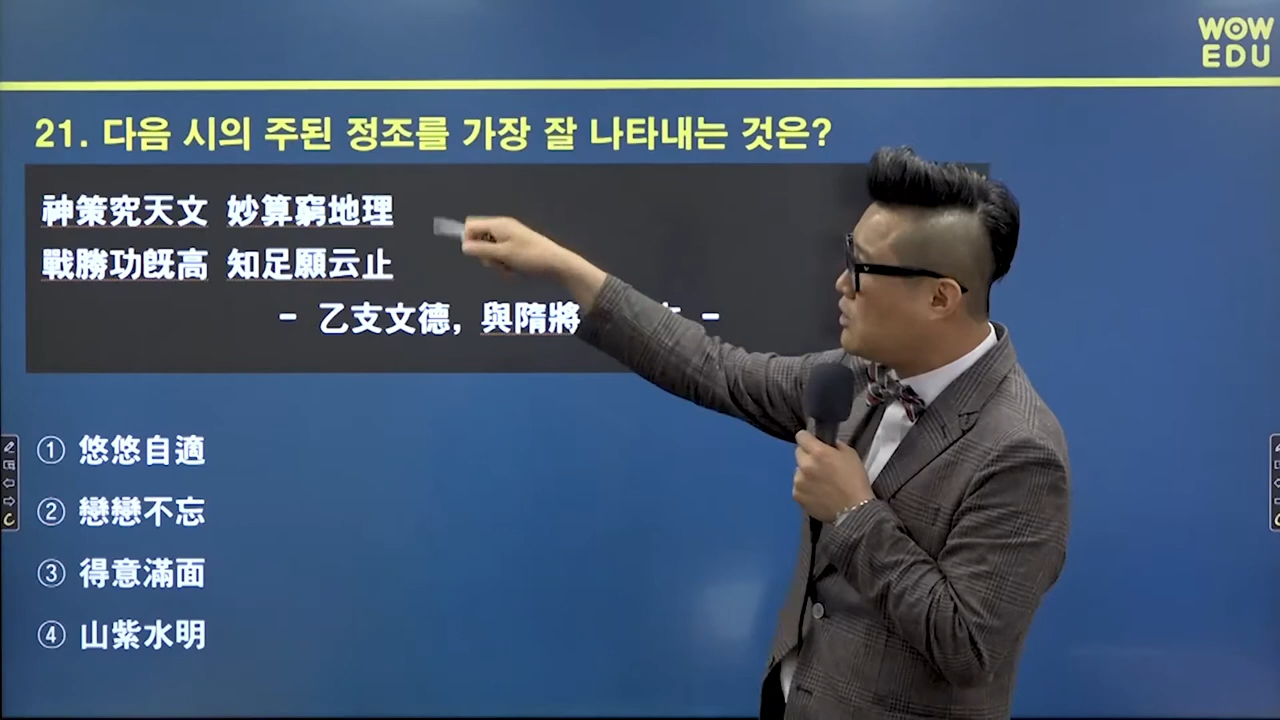 WOW
EDU
21. 다음 시의 주된 정조를 가장 잘 나타내는 것은?
神策究天文 妙算窮地理
戰勝功旣高 知足願云止
- 乙支文德, 與隋將 -
① 悠悠自適
② 戀戀不忘
③ 得意滿面
④ 山紫水明